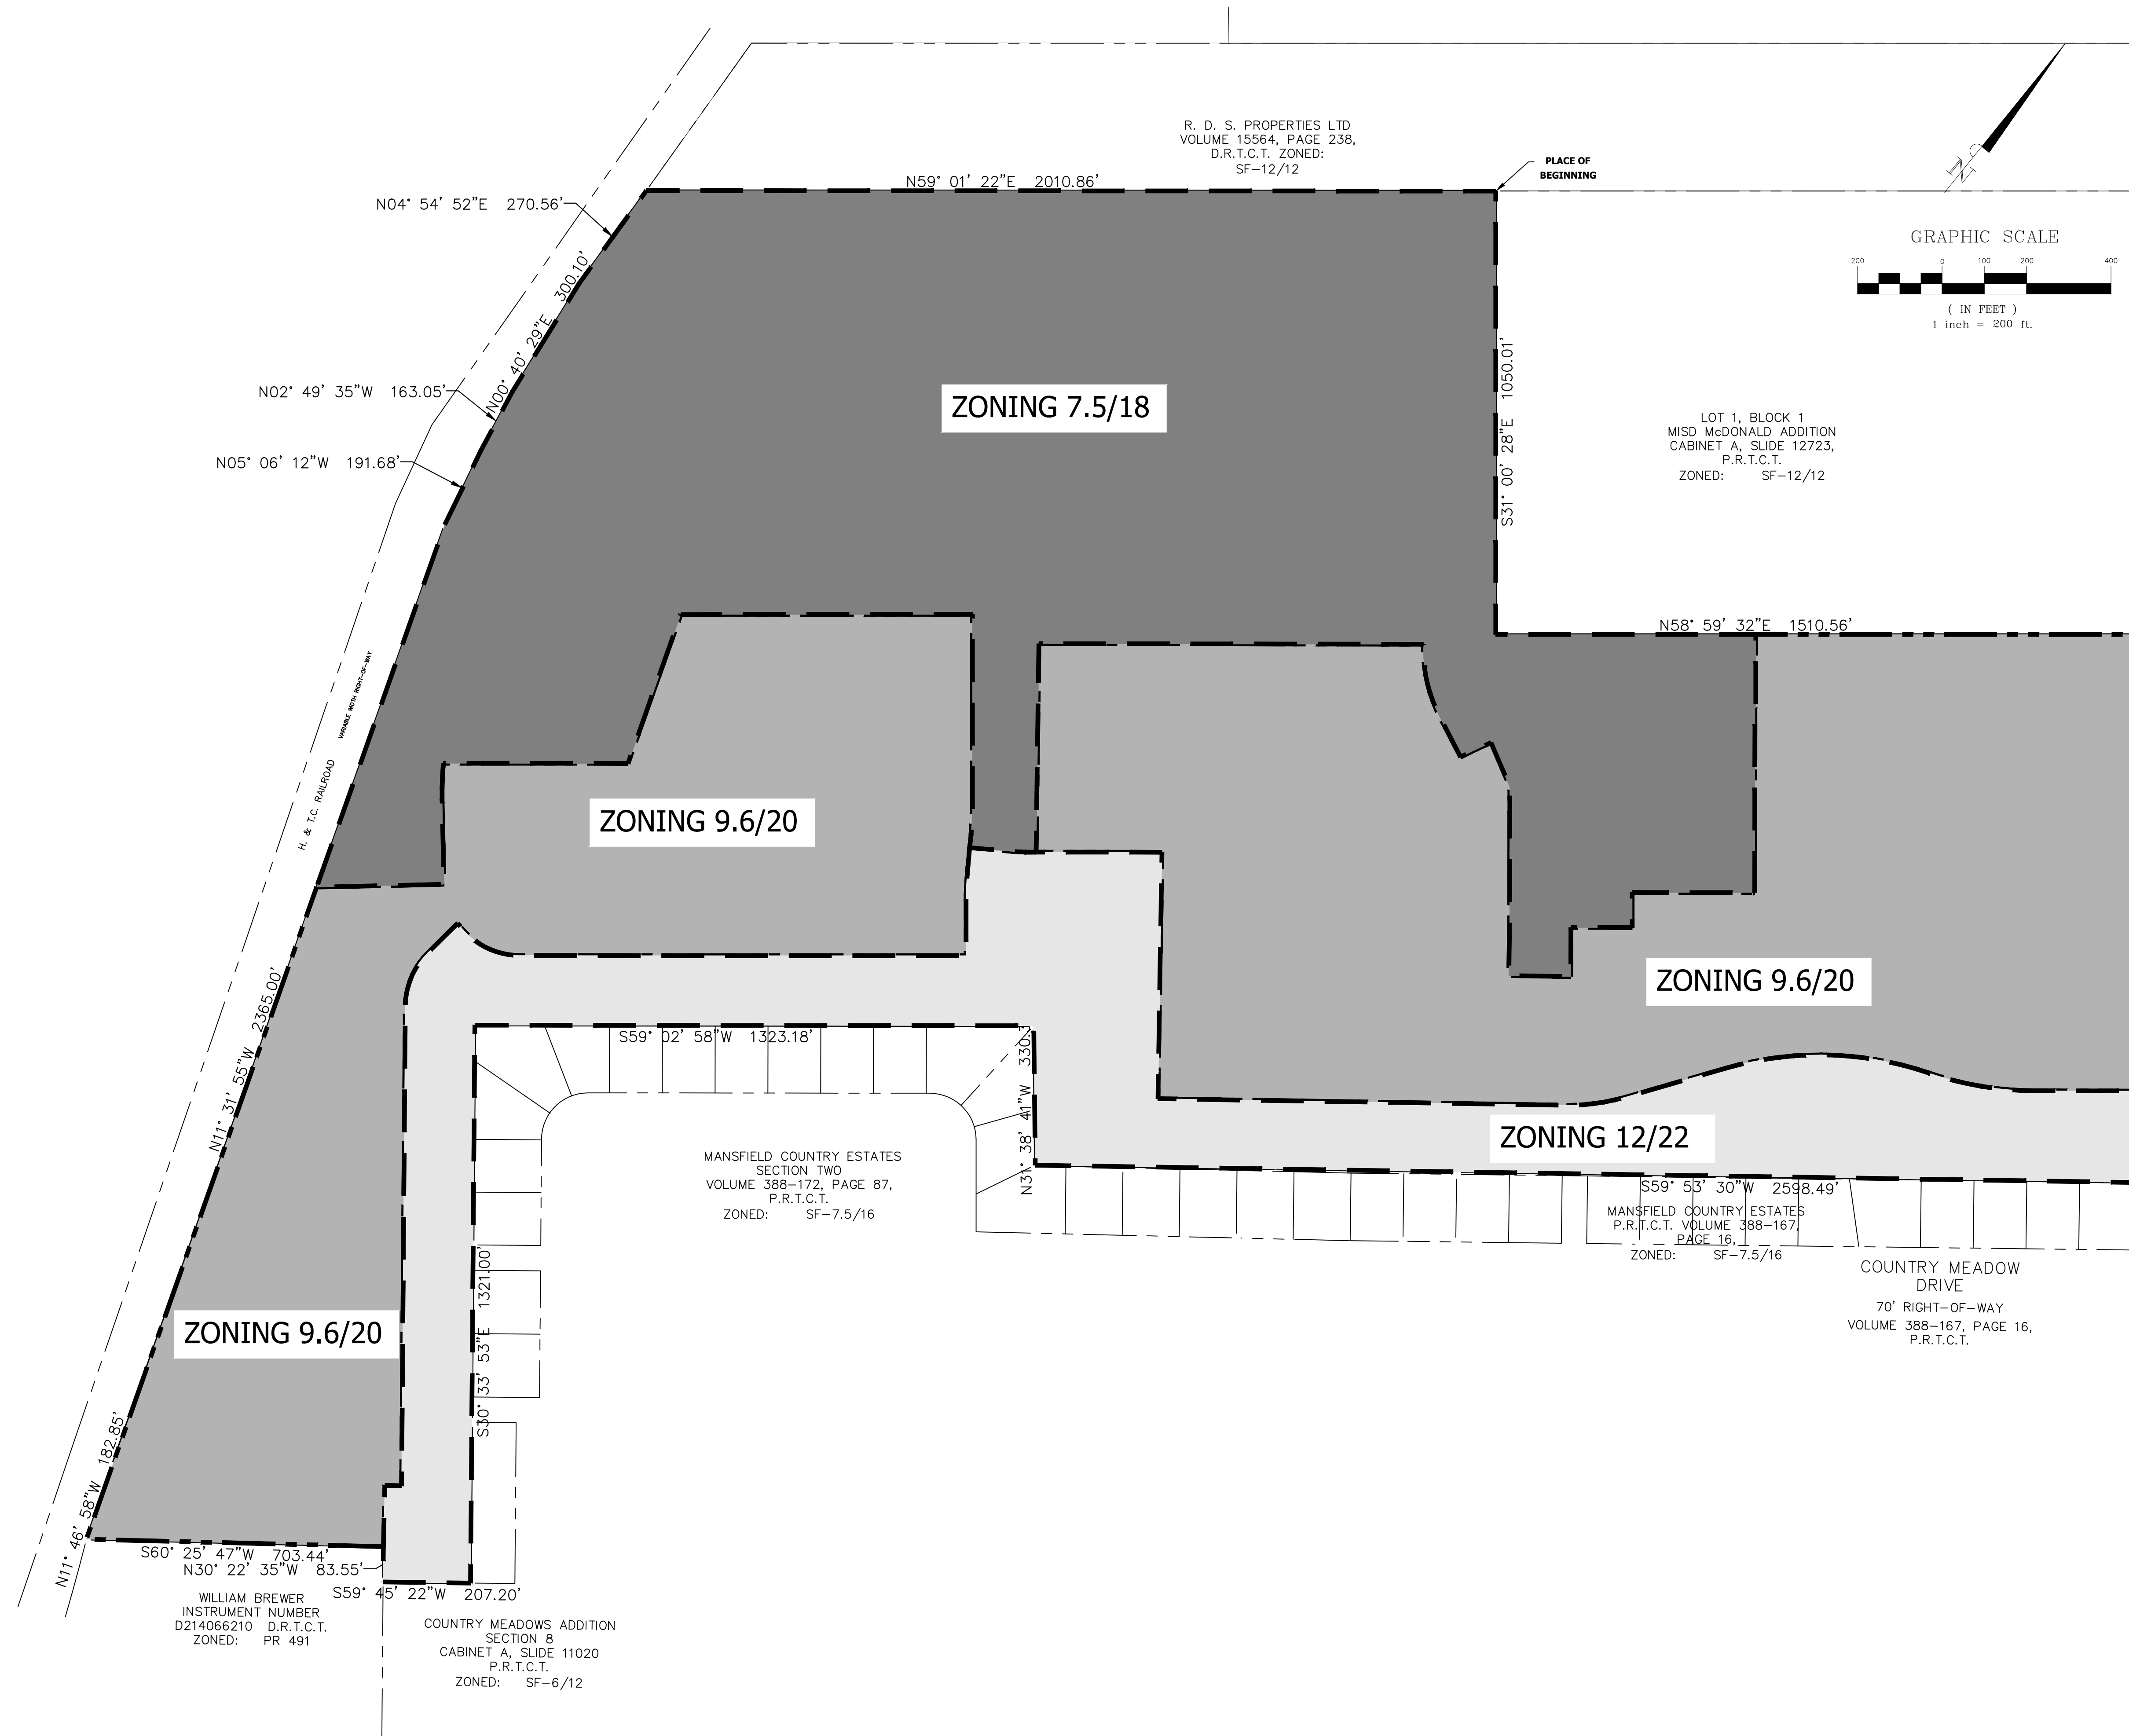 R. D. S. PROPERTIES LTD
VOLUME 15564, PAGE 238,
D.R.T.C.T. ZONED:
SF-12/12
PLACE OF
BEGINNING
N
N59° 01' 22"E 2010.86'
N04° 54' 52"E 270.56'
GRAPHIC SCALE
200 0 100 200 400
( IN FEET )
1 inch = 200 ft.
N00° 40' 29"E 300.10'
N02° 49' 35"W 163.05'
N05° 06' 12"W 191.68'
ZONING 7.5/18
S31° 00' 28"E 1050.01'
LOT 1, BLOCK 1
MISD McDONALD ADDITION
CABINET A, SLIDE 12723,
P.R.T.C.T.
ZONED: SF-12/12
N58° 59' 32"E 1510.56'
H. & T.C. RAILROAD
VARIABLE WIDTH RIGHT-OF-WAY
ZONING 9.6/20
ZONING 9.6/20
N11° 31' 55"W 2365.00'
S59° 02' 58"W 1323.18'
N31° 38' 41"W 330.
ZONING 12/22
MANSFIELD COUNTRY ESTATES
SECTION TWO
VOLUME 388-172, PAGE 87,
P.R.T.C.T.
ZONED: SF-7.5/16
S59° 53' 30"W 2598.49'
MANSFIELD COUNTRY ESTATES
P.R.T.C.T. VOLUME 388-167,
PAGE 16,
ZONED: SF-7.5/16
COUNTRY MEADOW
DRIVE
70' RIGHT-OF-WAY
VOLUME 388-167, PAGE 16,
P.R.T.C.T.
S30° 33' 53"E 1321.00'
ZONING 9.6/20
N11° 46' 58"W 182.85'
S60° 25' 47"W 703.44'
N30° 22' 35"W 83.55'
S59° 45' 22"W 207.20'
WILLIAM BREWER
INSTRUMENT NUMBER
D214066210 D.R.T.C.T.
ZONED: PR 491
COUNTRY MEADOWS ADDITION
SECTION 8
CABINET A, SLIDE 11020
P.R.T.C.T.
ZONED: SF-6/12